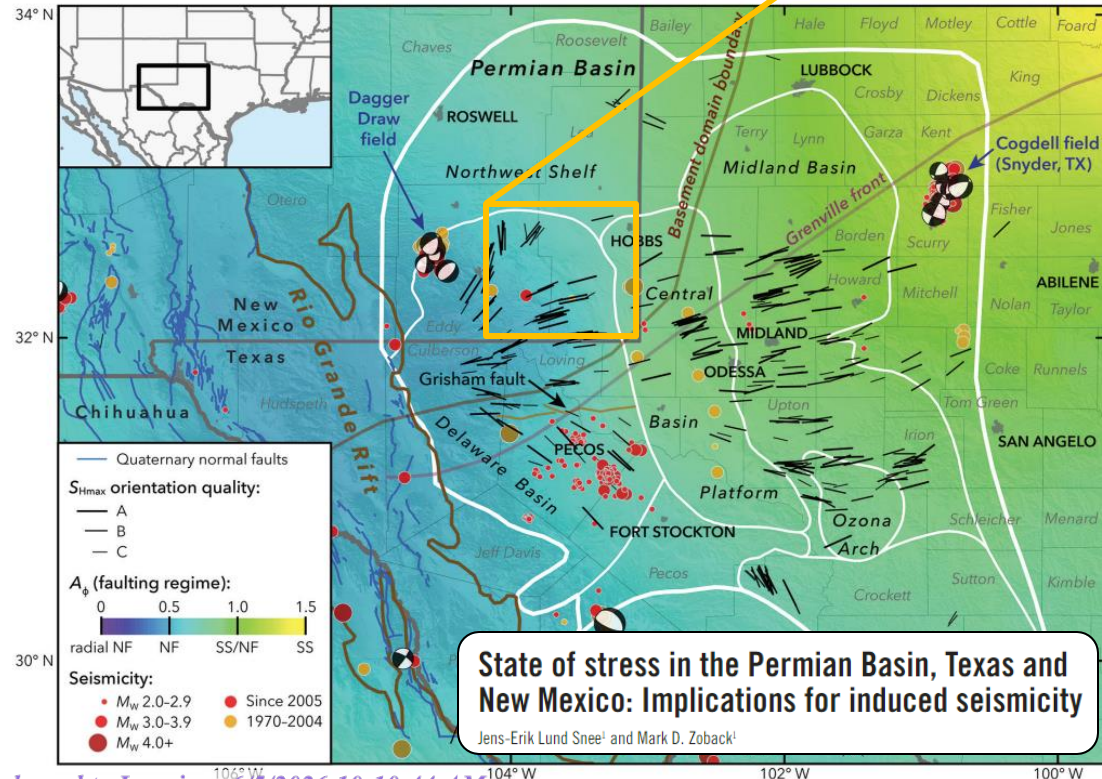 34° N
Bailey
Hale
Floyd
Motley
Cottle
Foard
Chaves
Roosevelt
Permian Basin
LUBBOCK
King
Crosby
Dickens
Dagger
Draw
field
ROSWELL
Lea
Basement domain boundary
Terry
Lynn
Garza
Kent
Cogdell field
(Snyder, TX)
Northwest Shelf
Midland Basin
Otero
Grenville front
Fisher
Jones
HOBBS
Borden
Scurry
New
Mexico
Rio Grande Rift
Central
Howard
Mitchell
ABILENE
Nolan
Taylor
32° N
Eddy
MIDLAND
Texas
Culberson
Loving
Grisham fault
ODESSA
Coke
Runnels
Chihuahua
Hudspeth
Upton
Tom Green
Delaware Basin
Basin
Irion
SAN ANGELO
PECOS
Platform
Ozona
Arch
Schleicher
Menard
FORT STOCKTON
Jeff Davis
Pecos
Crockett
Sutton
Kimble
Quaternary normal faults
SHmax orientation quality:
A
B
C
Aϕ (faulting regime):
0 0.5 1.0 1.5
radial NF NF SS/NF SS
Seismicity:
Mw 2.0–2.9
Mw 3.0–3.9
Mw 4.0+
Since 2005
1970–2004
30° N
State of stress in the Permian Basin, Texas and
New Mexico: Implications for induced seismicity
Jens-Erik Lund Snee¹ and Mark D. Zoback¹
106° W
104° W
102° W
100° W